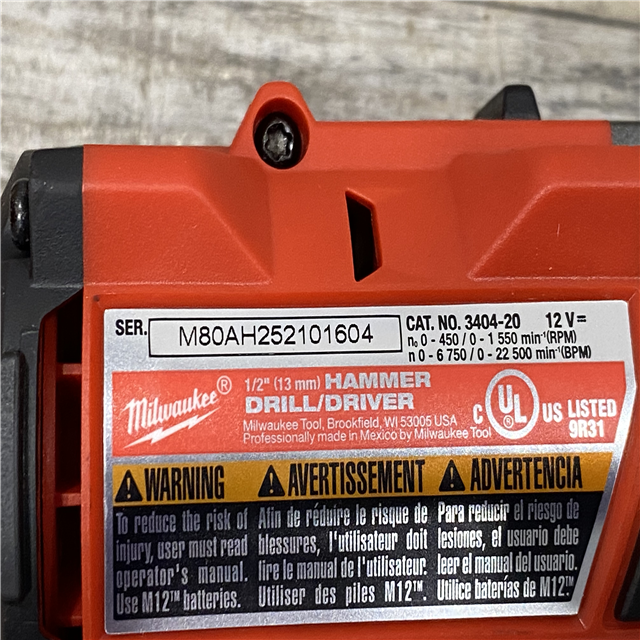 SER. M80AH252101604
CAT. NO. 3404-20 12 V⎓
n₀ 0 - 450 / 0 - 1 550 min⁻¹(RPM)
n 0 - 6 750 / 0 - 22 500 min⁻¹(BPM)
Milwaukee®
1/2" (13 mm) HAMMER
DRILL/DRIVER
Milwaukee Tool, Brookfield, WI 53005 USA
Professionally made in Mexico by Milwaukee Tool
C UL US LISTED
9R31
WARNING
To reduce the risk of
injury, user must read
operator's manual.
Use M12™ batteries.
AVERTISSEMENT
Afin de réduire le risque de
blessures, l'utilisateur doit
lire le manuel de l'utilisateur.
Utiliser des piles M12™.
ADVERTENCIA
Para reducir el riesgo de
lesiones, el usuario debe
leer el manual del usuario.
Utilice baterías de M12™.